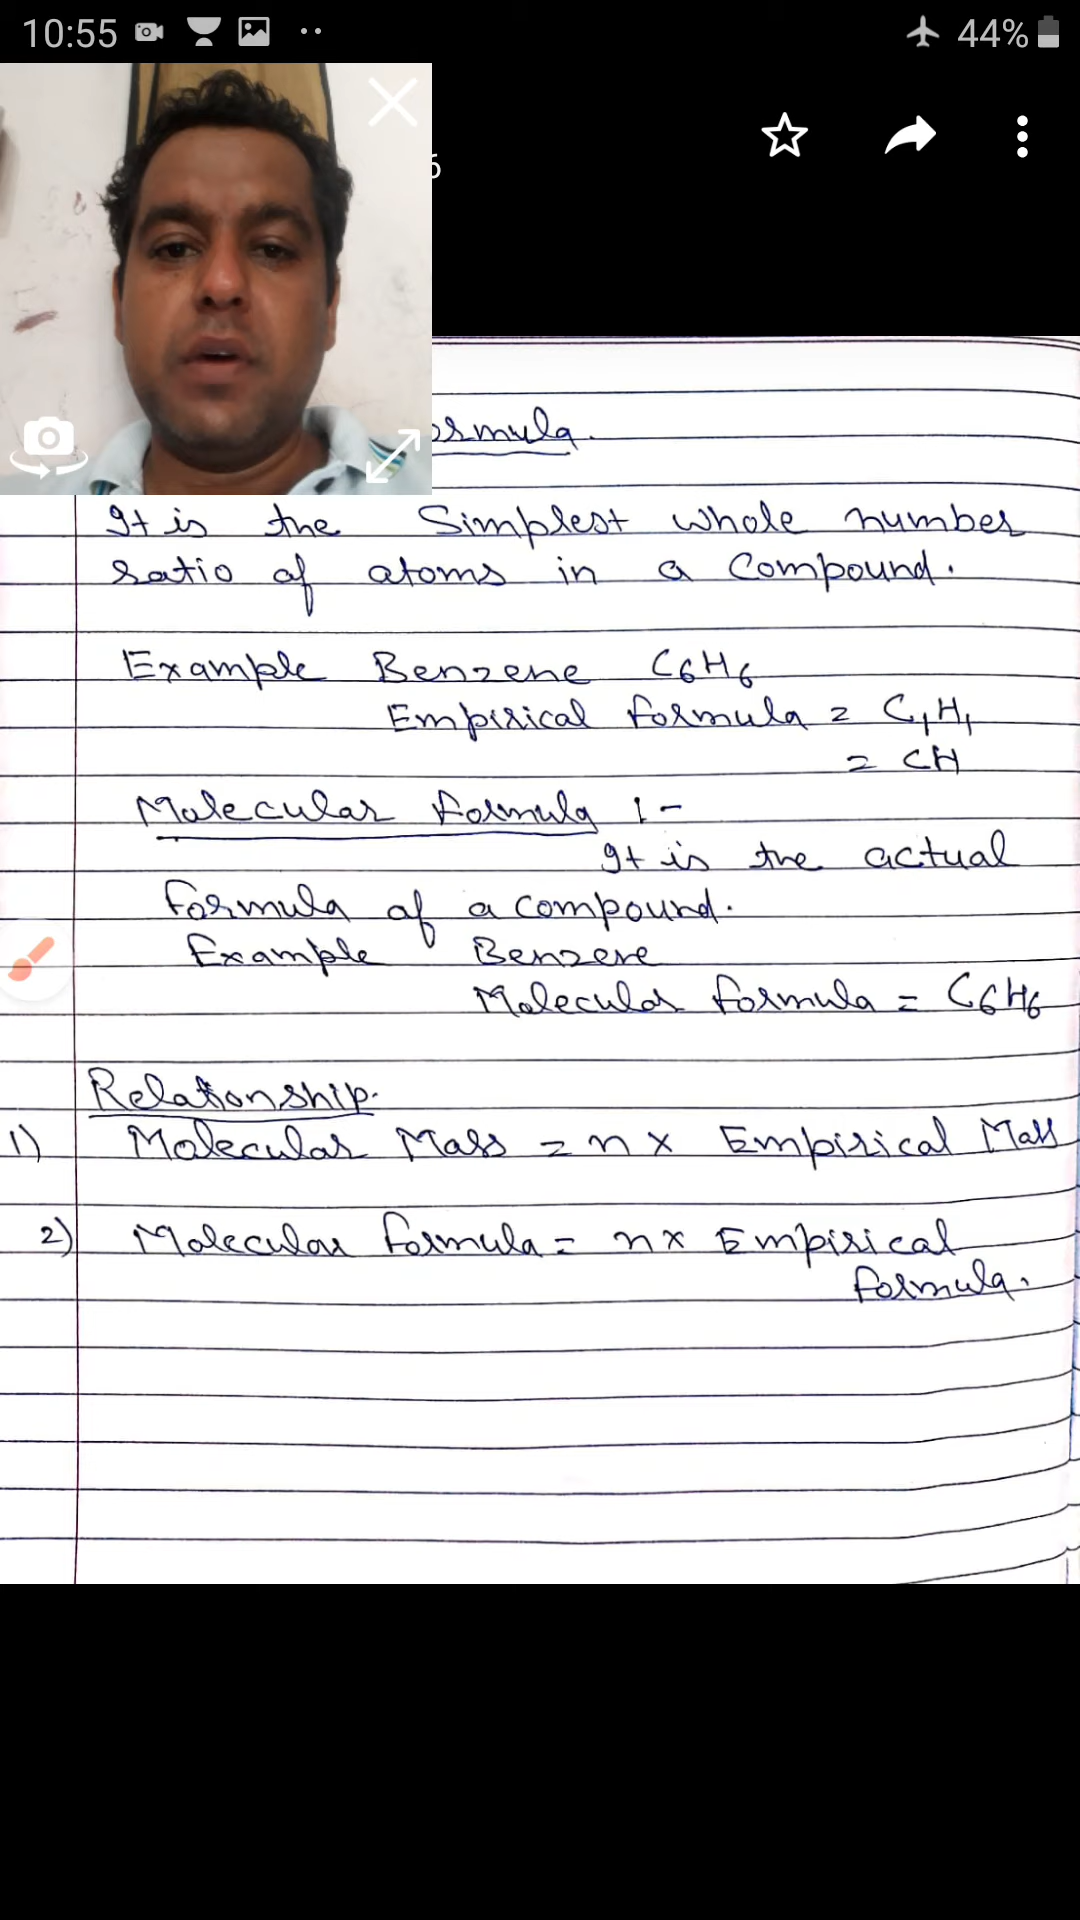 10:55
44%
6
ormula.
It is the Simplest whole number
ratio of atoms in a Compound.
Example Benzene C6H6
Empirical formula = C1H1
= CH
Molecular formula :-
It is the actual
formula of a compound.
Example Benzene
Molecular formula = C6H6
Relationship.
1) Molecular Mass = n x Empirical Mass
2) Molecular formula = n x Empirical
formula.